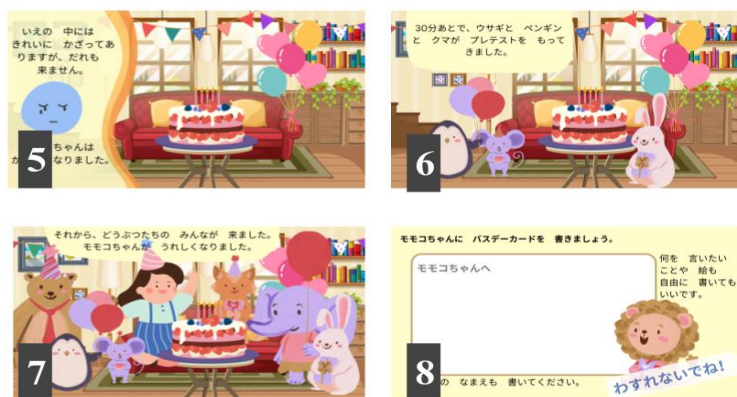 いえの 中には
きれいに かざってあ
りますが、だれも
来ません。
ちゃんは
か なりました。
5
30分あとで、ウサギと ペンギン
と クマが プレテストを もって
きました。
6
それから、どうぶつたちの みんなが 来ました。
モモコちゃんが うれしくなりました。
7
モモコちゃんに バスデーカードを 書きましょう。
モモコちゃんへ
何を 言いたい
ことや 絵も
自由に 書いても
いいです。
の なまえも 書いてください。
わすれないでね!
8